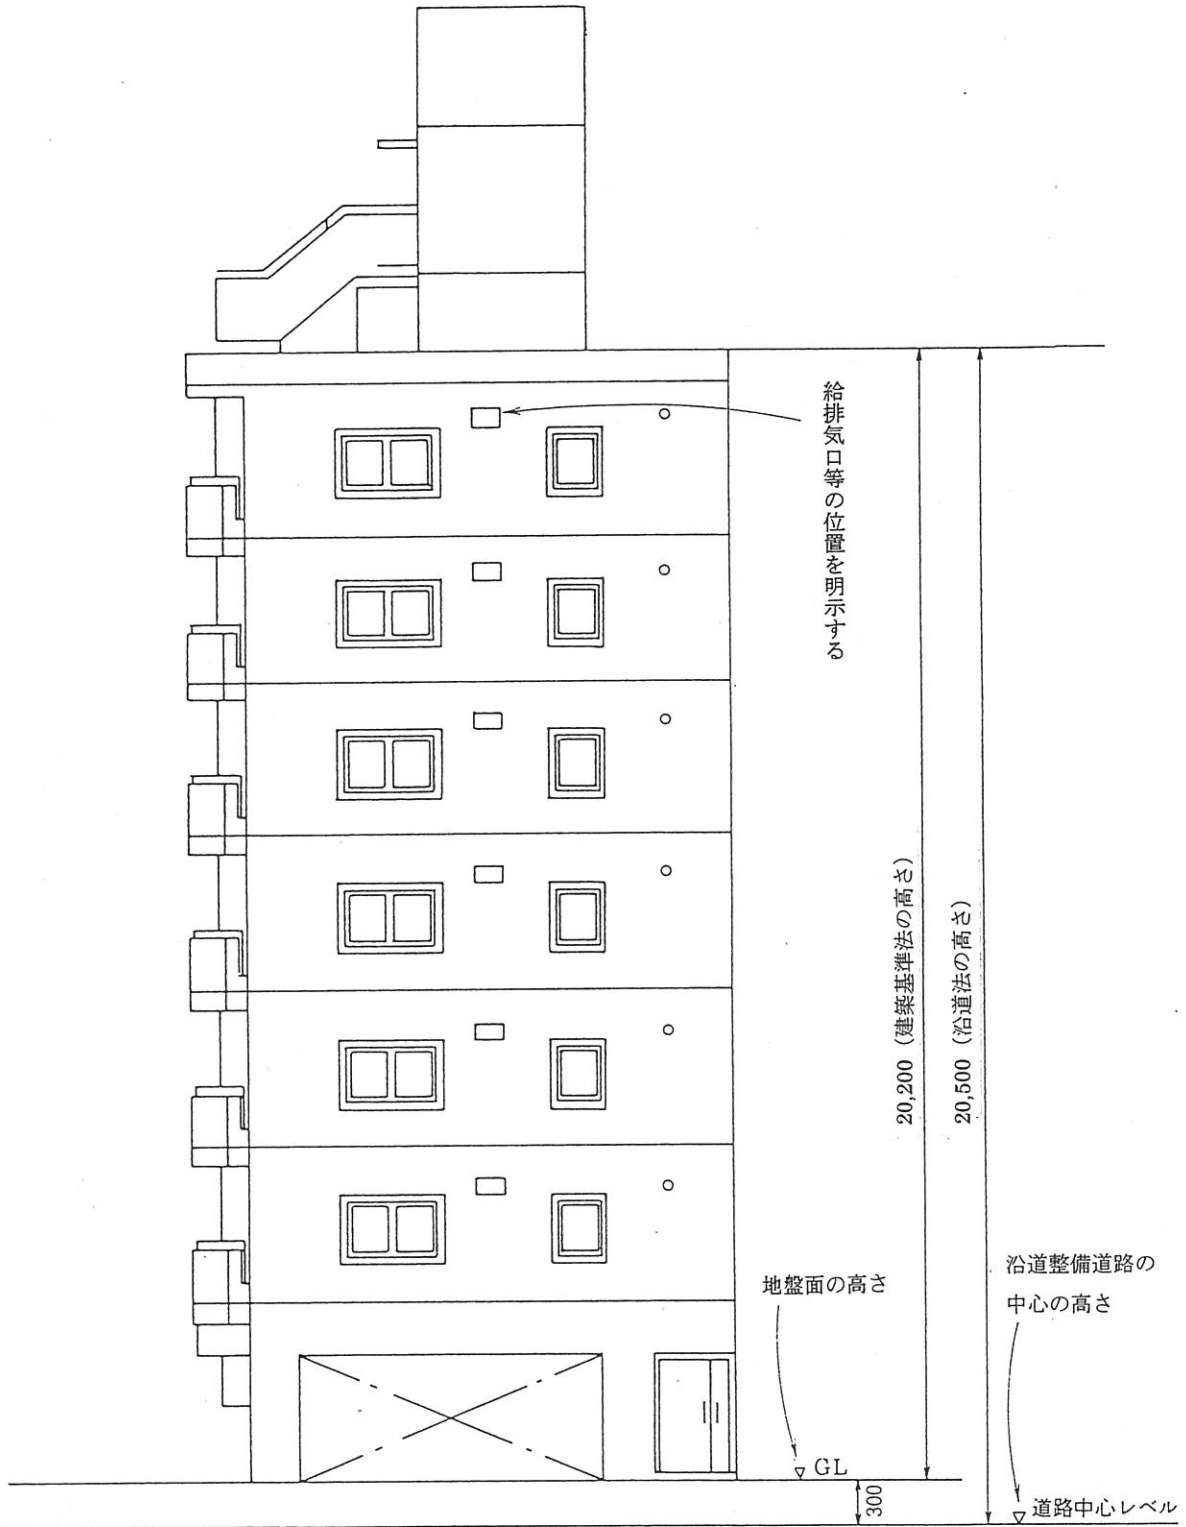 給排気口等の位置を明示する
20,200（建築基準法の高さ）
20,500（沿道法の高さ）
地盤面の高さ
沿道整備道路の
中心の高さ
GL
300
道路中心レベル